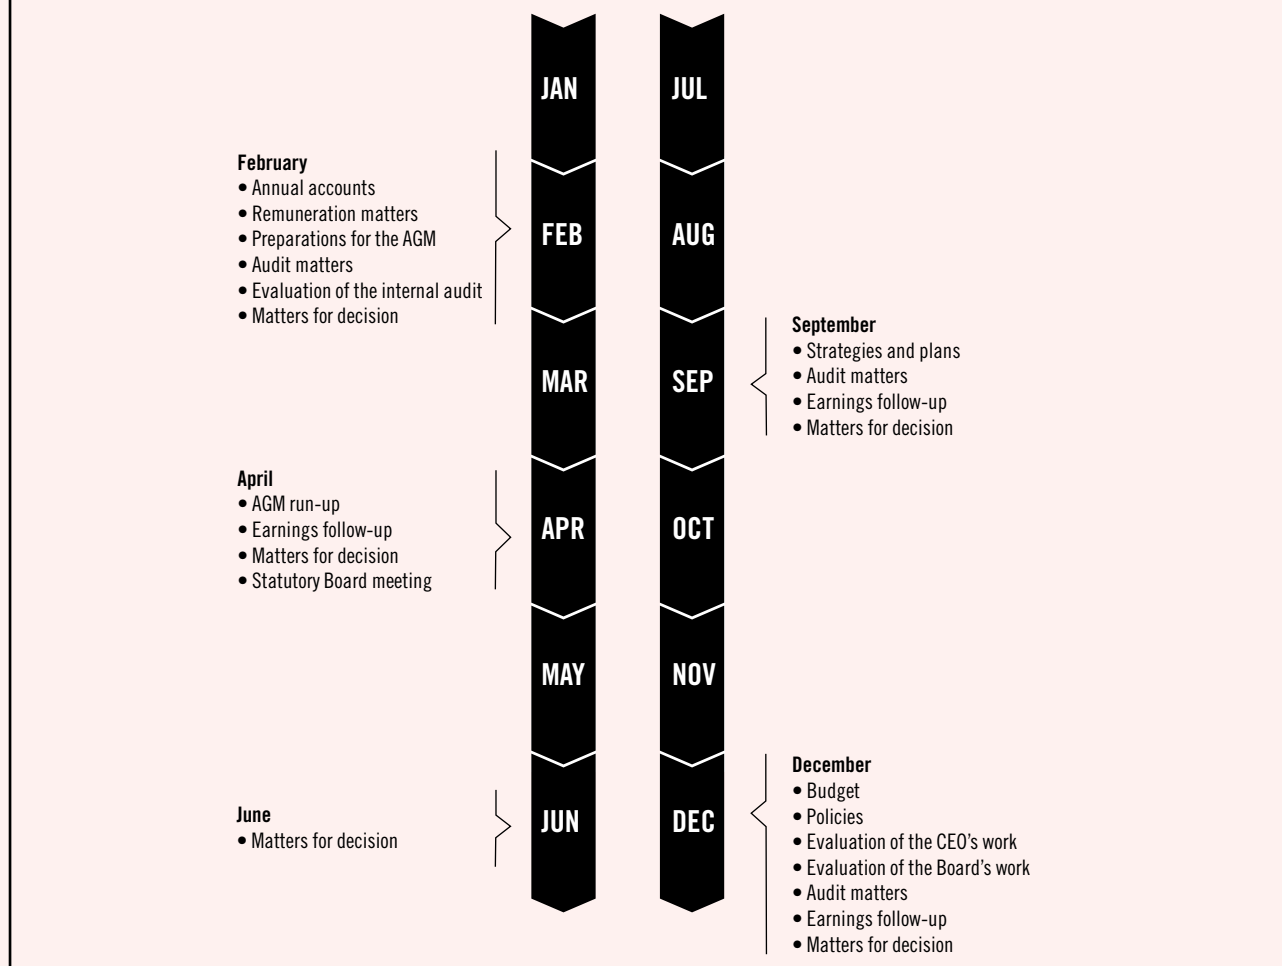 JAN
FEB
MAR
APR
MAY
JUN
JUL
AUG
SEP
OCT
NOV
DEC
February
• Annual accounts
• Remuneration matters
• Preparations for the AGM
• Audit matters
• Evaluation of the internal audit
• Matters for decision
April
• AGM run-up
• Earnings follow-up
• Matters for decision
• Statutory Board meeting
June
• Matters for decision
September
• Strategies and plans
• Audit matters
• Earnings follow-up
• Matters for decision
December
• Budget
• Policies
• Evaluation of the CEO’s work
• Evaluation of the Board’s work
• Audit matters
• Earnings follow-up
• Matters for decision